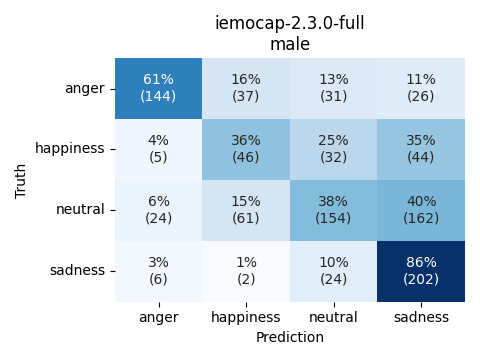 iemocap-2.3.0-full
male
Truth
anger
61% 16% 13% 11%
(144) (37) (31) (26)
happiness
4% 36% 25% 35%
(5) (46) (32) (44)
neutral
6% 15% 38% 40%
(24) (61) (154) (162)
sadness
3% 1% 10% 86%
(6) (2) (24) (202)
anger happiness neutral sadness
Prediction